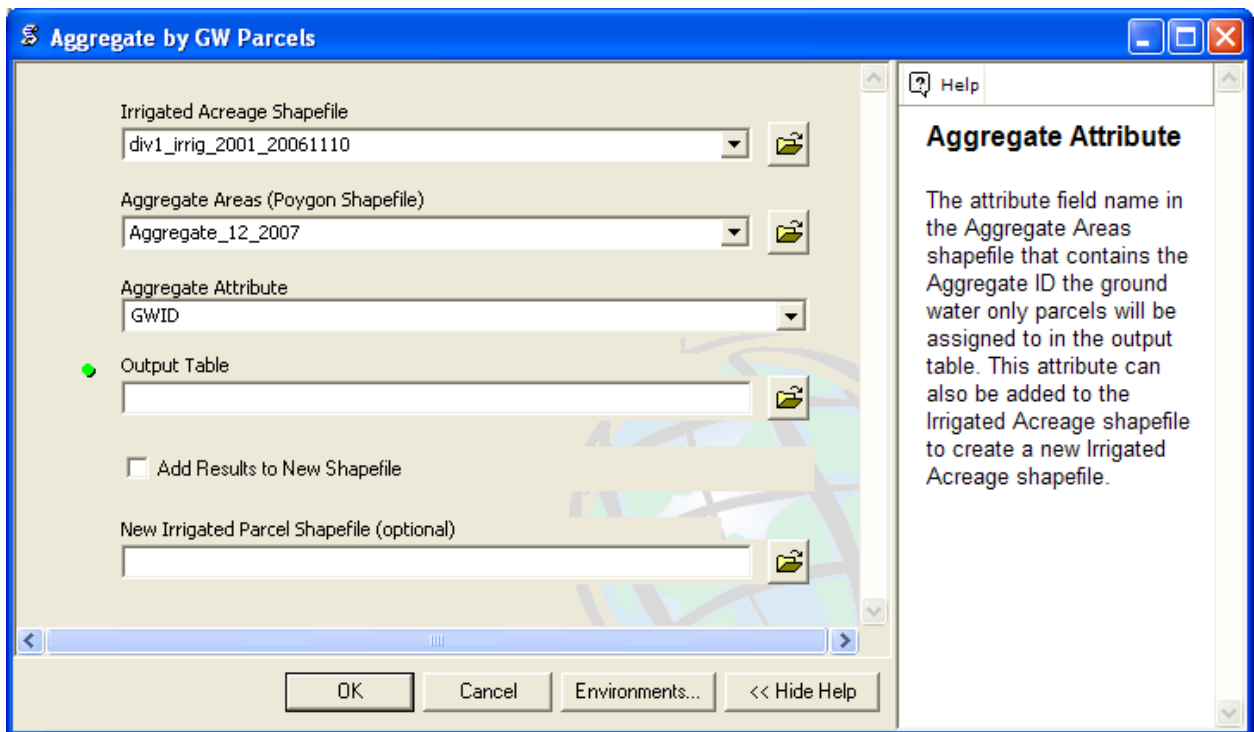 Aggregate by GW Parcels
Irrigated Acreage Shapefile
div1_irrig_2001_20061110
Aggregate Areas (Poygon Shapefile)
Aggregate_12_2007
Aggregate Attribute
GWID
Output Table
Add Results to New Shapefile
New Irrigated Parcel Shapefile (optional)
OK
Cancel
Environments...
<< Hide Help
Help
Aggregate Attribute
The attribute field name in
the Aggregate Areas
shapefile that contains the
Aggregate ID the ground
water only parcels will be
assigned to in the output
table. This attribute can
also be added to the
Irrigated Acreage shapefile
to create a new Irrigated
Acreage shapefile.